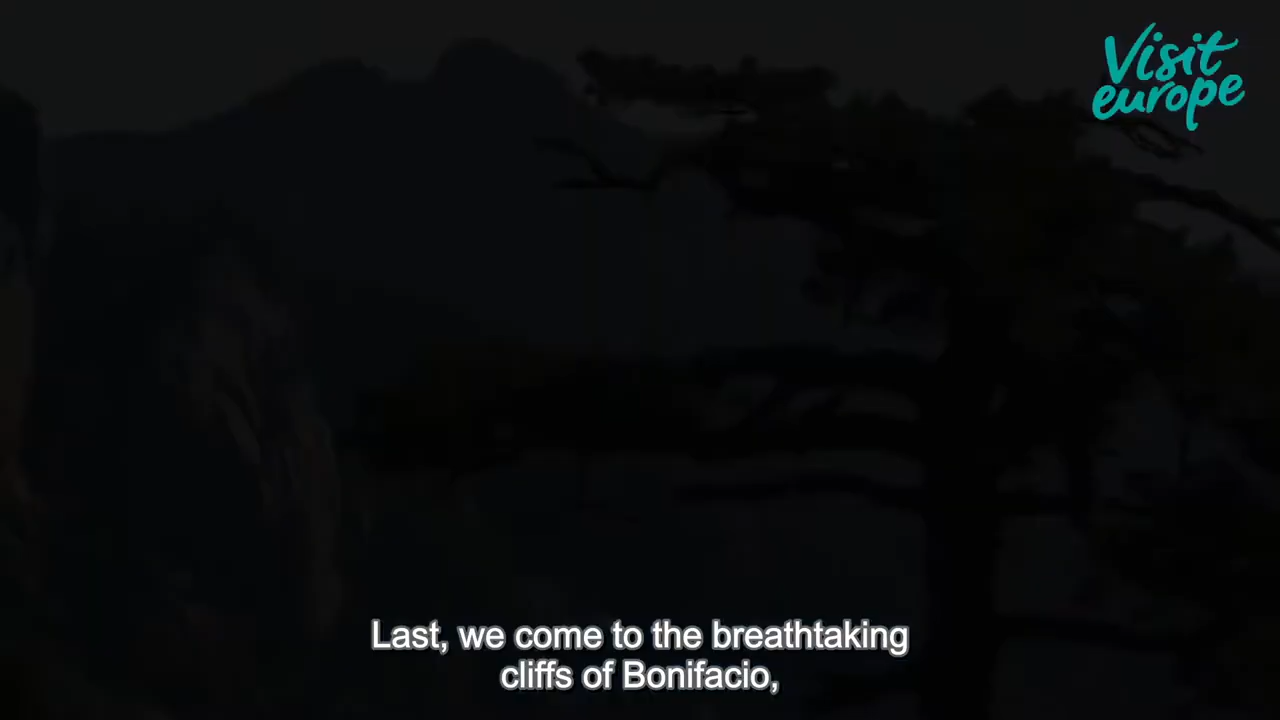 Visit
europe
Last, we come to the breathtaking
cliffs of Bonifacio,